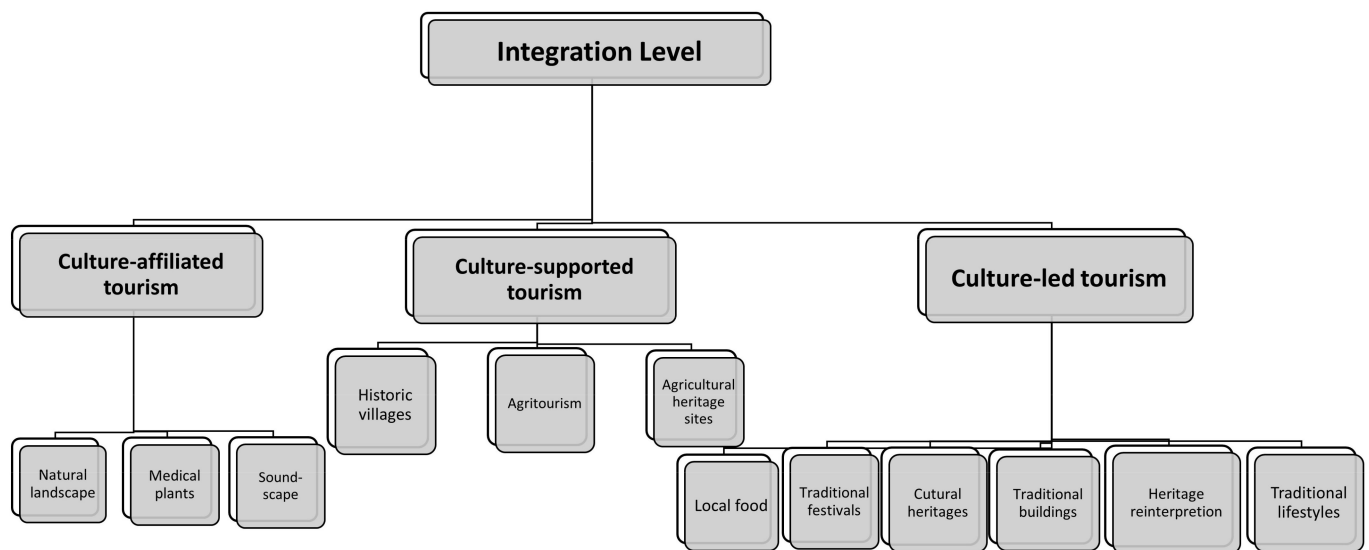 Integration Level
Culture-affiliated
tourism
Culture-supported
tourism
Culture-led tourism
Historic
villages
Agritourism
Agricultural
heritage
sites
Natural
landscape
Medical
plants
Sound-
scape
Local food
Traditional
festivals
Cutural
heritages
Traditional
buildings
Heritage
reinterpretion
Traditional
lifestyles